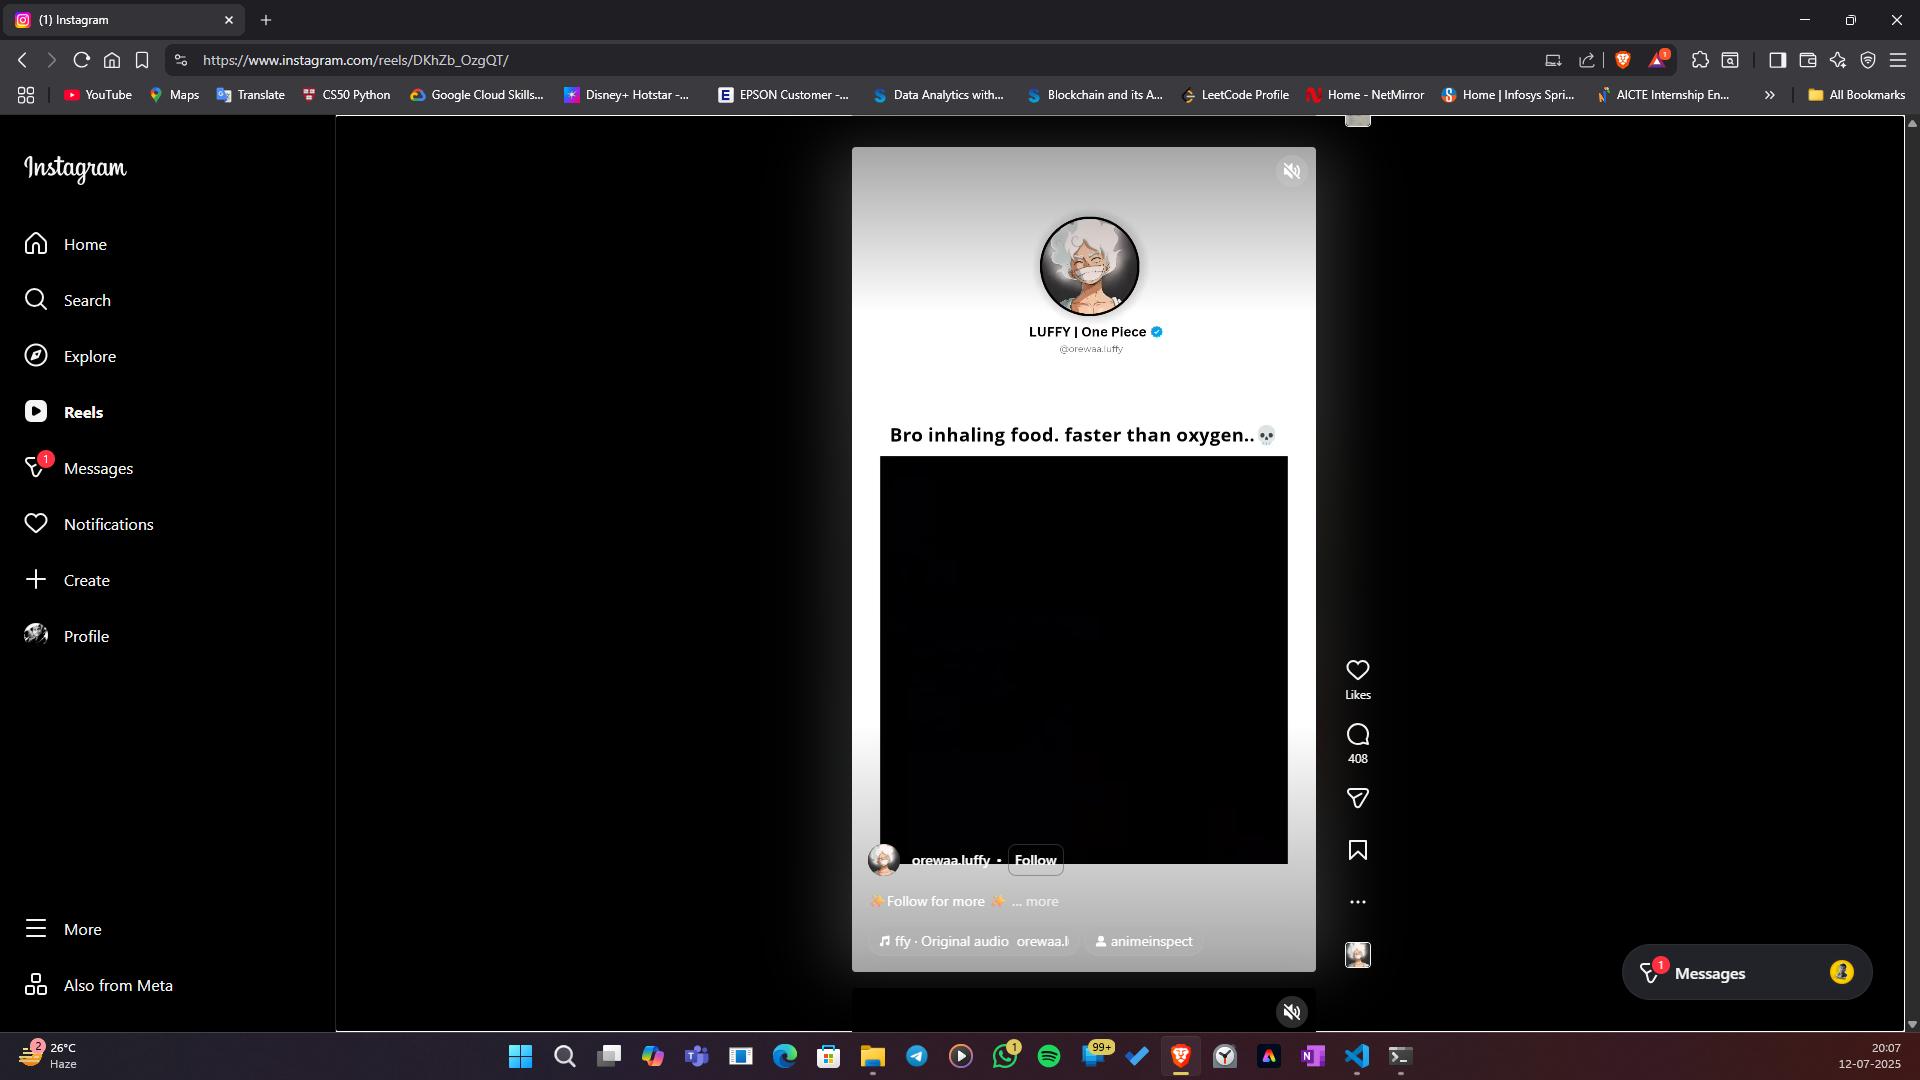 (1) Instagram
https://www.instagram.com/reels/DKhZb_OzgQT/
1
YouTube
Maps
Translate
CS50 Python
Google Cloud Skills...
Disney+ Hotstar -...
EPSON Customer -...
Data Analytics with...
Blockchain and its A...
LeetCode Profile
Home - NetMirror
Home | Infosys Spri...
AICTE Internship En...
All Bookmarks
Instagram
Home
Search
Explore
Reels
1
Messages
Notifications
Create
Profile
More
Also from Meta
LUFFY | One Piece
@orewaa.luffy
Bro inhaling food. faster than oxygen..💀
orewaa.luffy • Follow
✨Follow for more ✨ ... more
ffy · Original audio orewaa.l
animeinspect
Likes
408
1
Messages
2
26°C
Haze
1
99+
20:07
12-07-2025